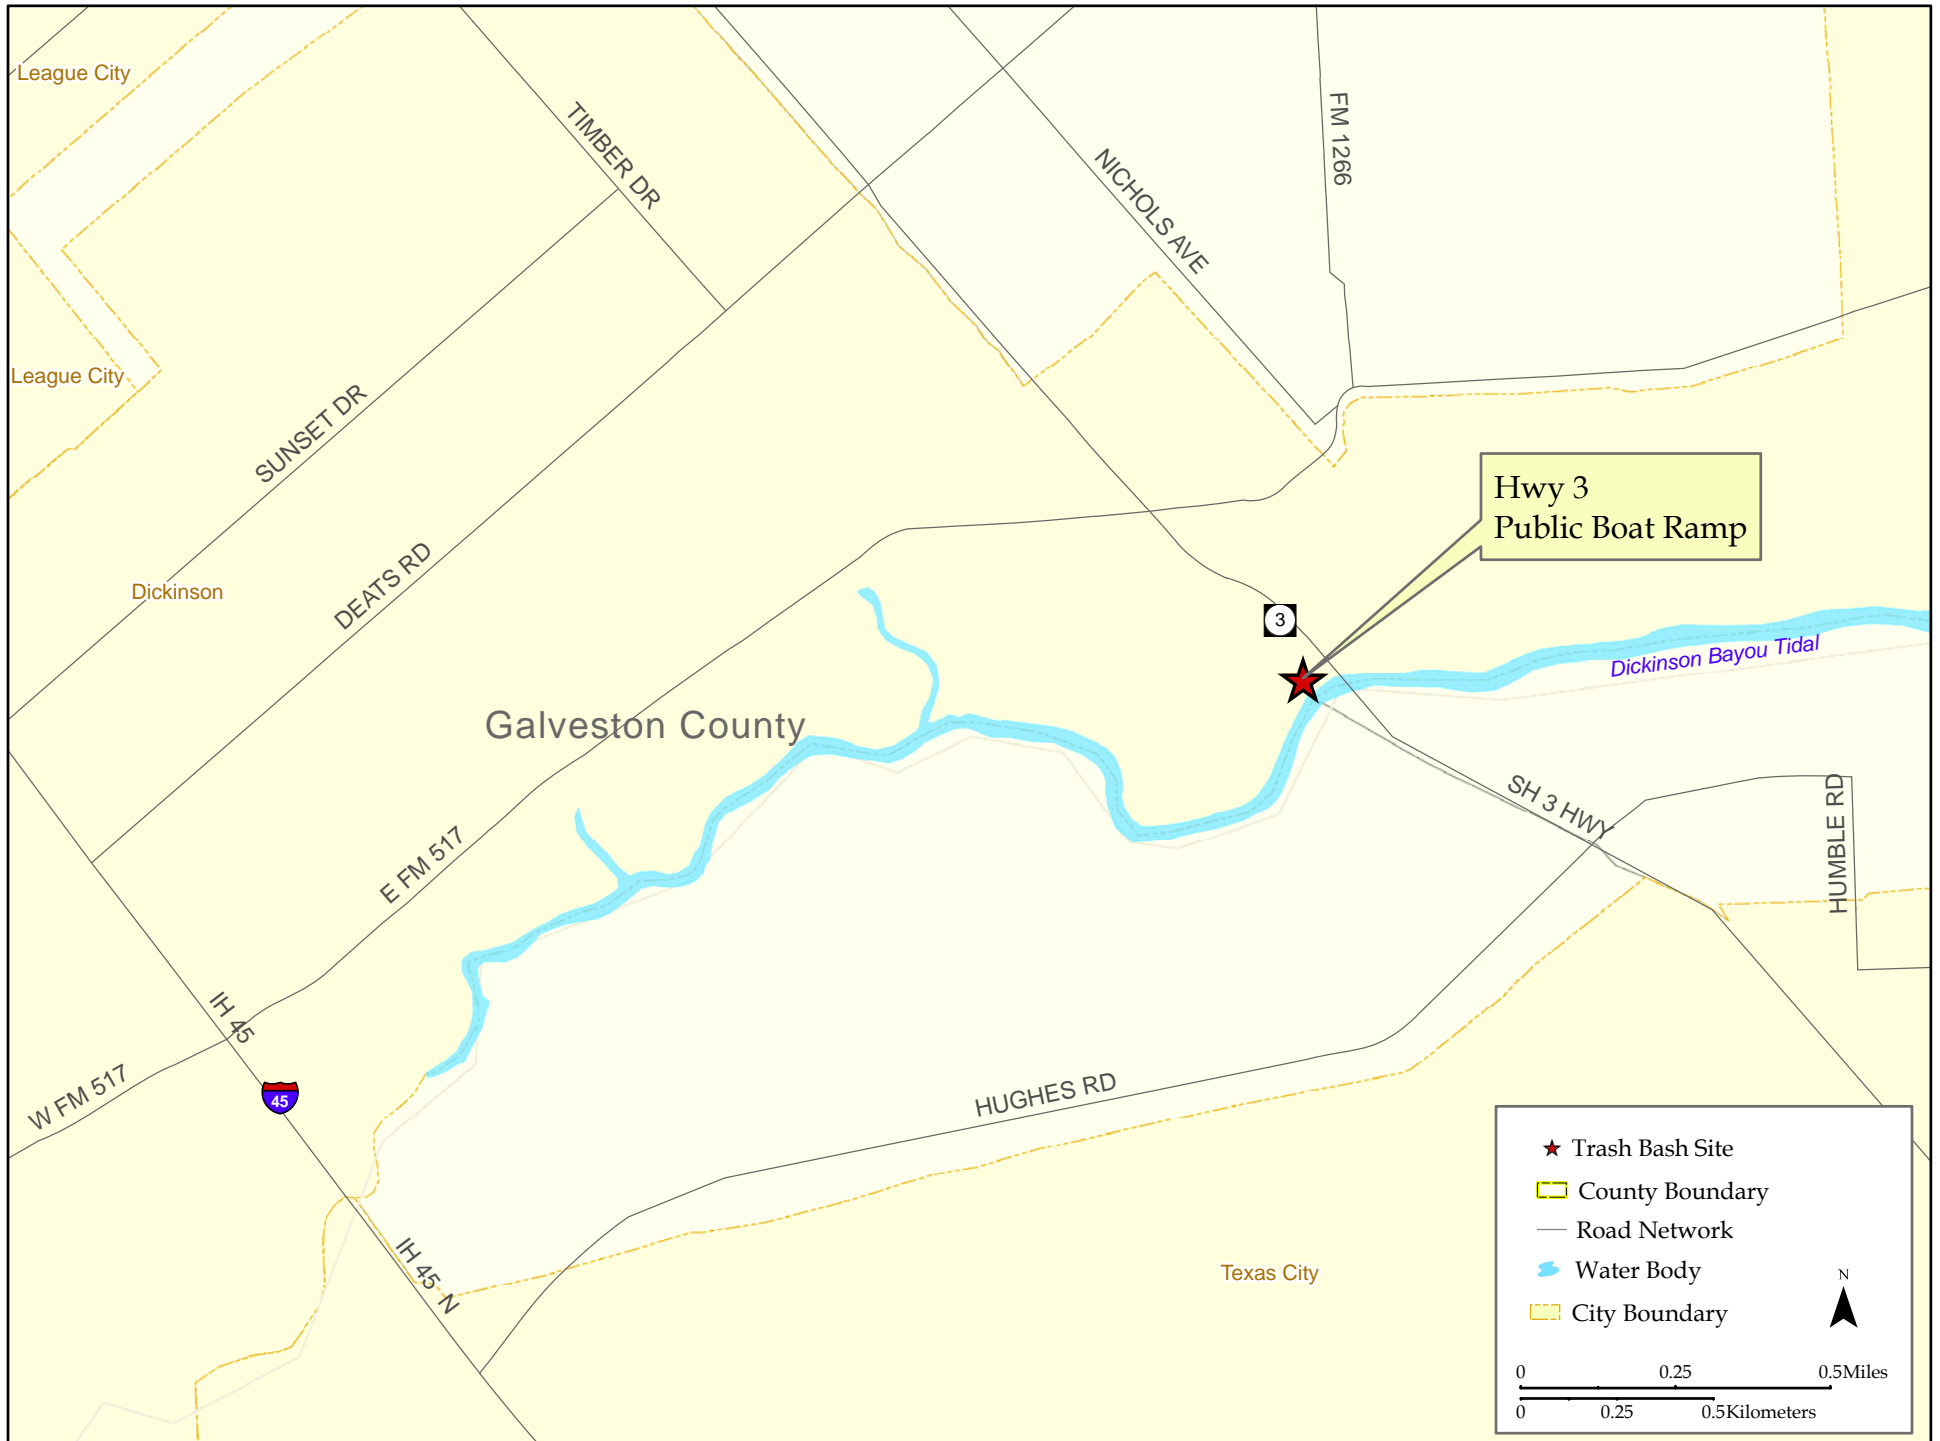 League City
TIMBER DR
FM 1266
NICHOLS AVE
League City
SUNSET DR
Hwy 3
Public Boat Ramp
DEATS RD
Dickinson
3
Dickinson Bayou Tidal
Galveston County
SH 3 HWY
HUMBLE RD
E FM 517
IH 45
W FM 517
45
HUGHES RD
IH 45 N
Texas City
Trash Bash Site
County Boundary
Road Network
Water Body
City Boundary
N
0 0.25 0.5Miles
0 0.25 0.5Kilometers